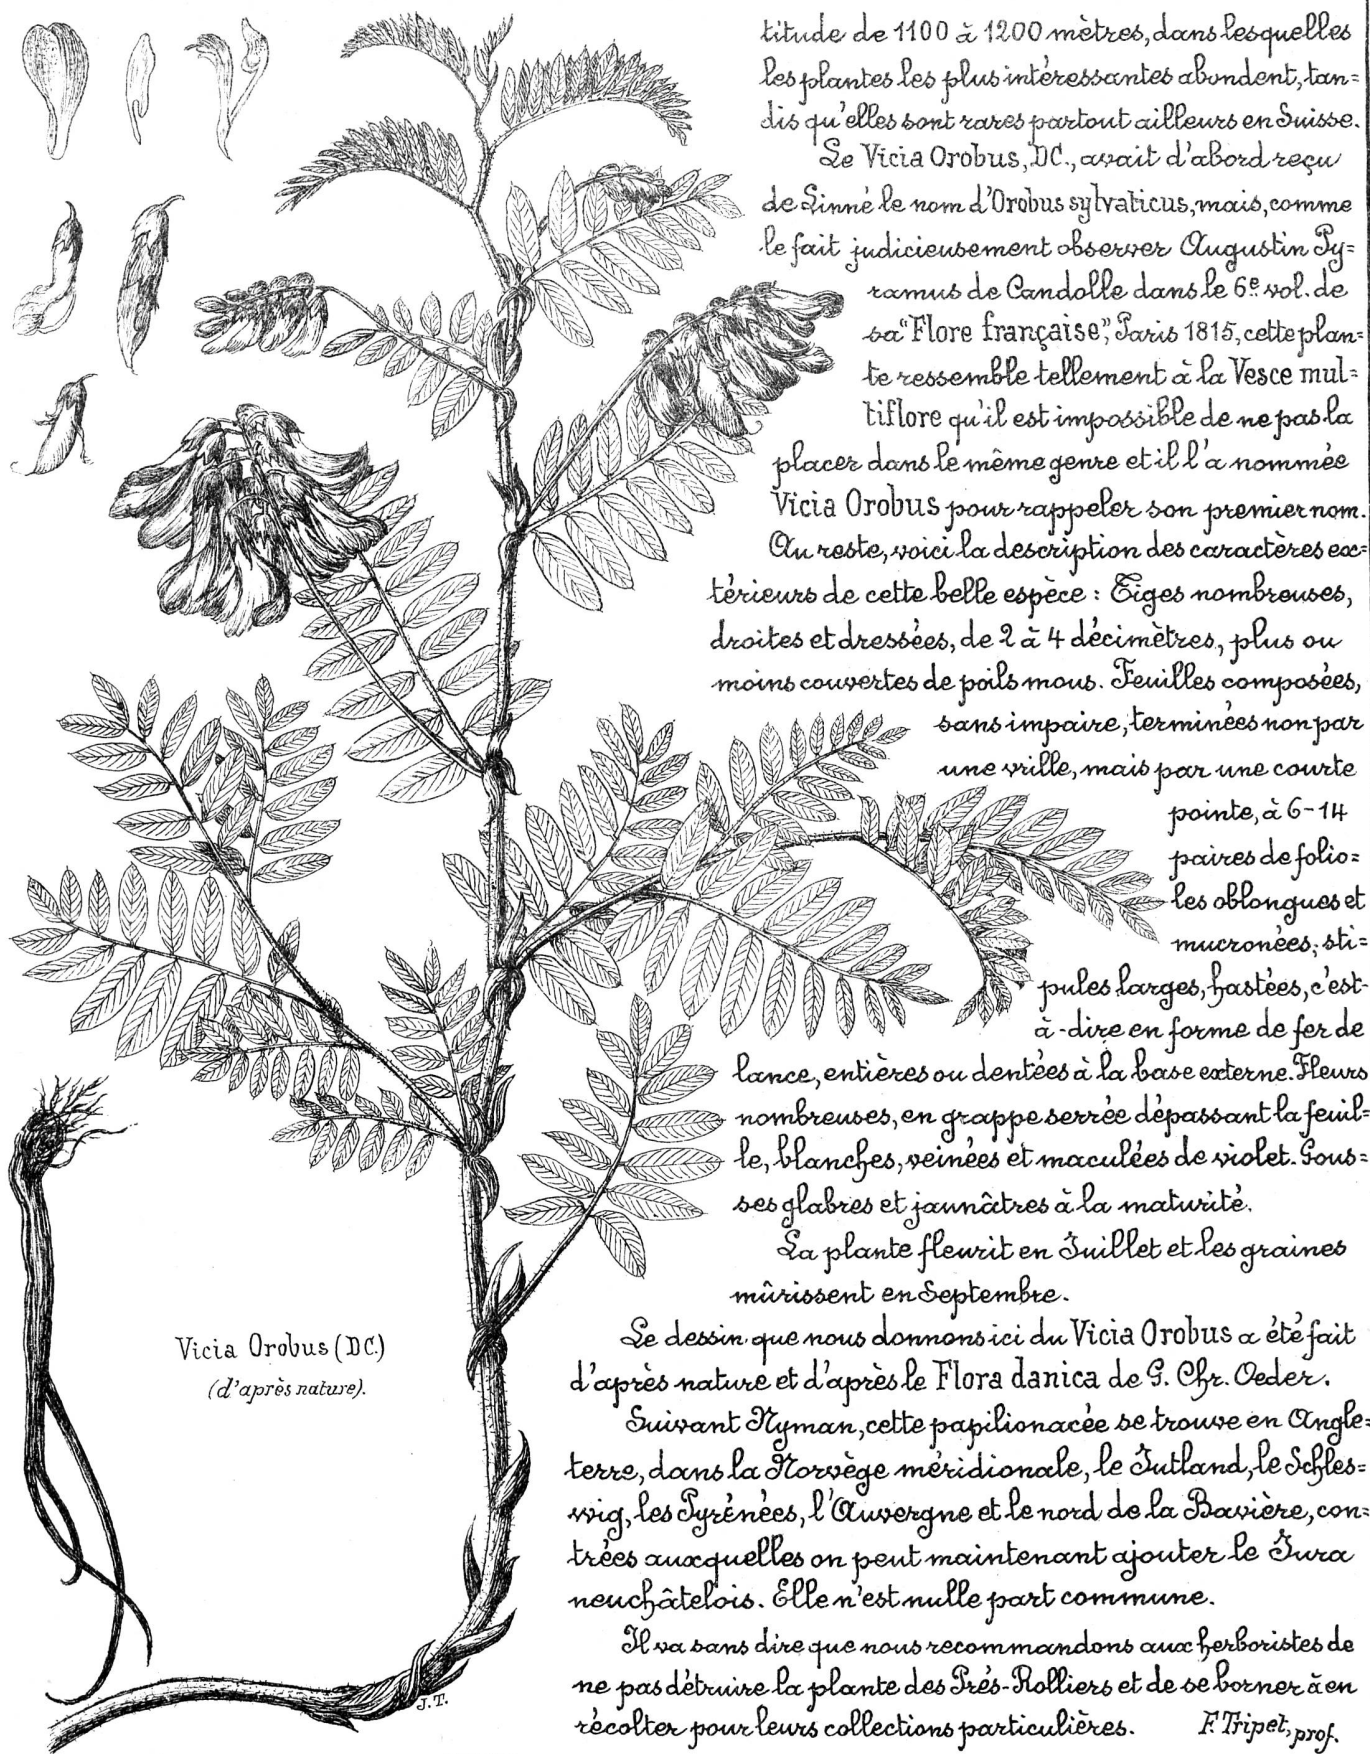 titude de 1100 à 1200 mètres, dans lesquelles
les plantes les plus intéressantes abondent, tan=
dis qu'elles sont rares partout ailleurs en Suisse.
Le Vicia Orobus, DC., avait d'abord reçu
de Linné le nom d'Orobus sylvaticus, mais, comme
le fait judicieusement observer Augustin Py=
ramus de Candolle dans le 6e vol. de
sa "Flore française", Paris 1815, cette plan=
te ressemble tellement à la Vesce mul=
tiflore qu'il est impossible de ne pas la
placer dans le même genre et il l'a nommée
Vicia Orobus pour rappeler son premier nom.
Au reste, voici la description des caractères ex=
térieurs de cette belle espèce : Tiges nombreuses,
droites et dressées, de 2 à 4 décimètres, plus ou
moins couvertes de poils mous. Feuilles composées,
sans impaire, terminées non par
une vrille, mais par une courte
pointe, à 6-14
paires de folio=
les oblongues et
mucronées; sti=
pules larges, hastées, c'est-
à-dire en forme de fer de
lance, entières ou dentées à la base externe. Fleurs
nombreuses, en grappe serrée dépassant la feuil=
le, blanches, veinées et maculées de violet. Gous=
ses glabres et jaunâtres à la maturité.
La plante fleurit en Juillet et les graines
mûrissent en Septembre.
Le dessin que nous donnons ici du Vicia Orobus a été fait
d'après nature et d'après le Flora danica de G. Chr. Oeder.
Suivant Nyman, cette papilionacée se trouve en Angle=
terre, dans la Norvège méridionale, le Jutland, le Schles=
wig, les Pyrénées, l'Auvergne et le nord de la Bavière, con=
trées auxquelles on peut maintenant ajouter le Jura
neuchâtelois. Elle n'est nulle part commune.
Il va sans dire que nous recommandons aux herboristes de
ne pas détruire la plante des Prés-Rolliers et de se borner à en
récolter pour leurs collections particulières. F. Tripet, prof.
Vicia Orobus (DC.)
(d'après nature).
J.T.